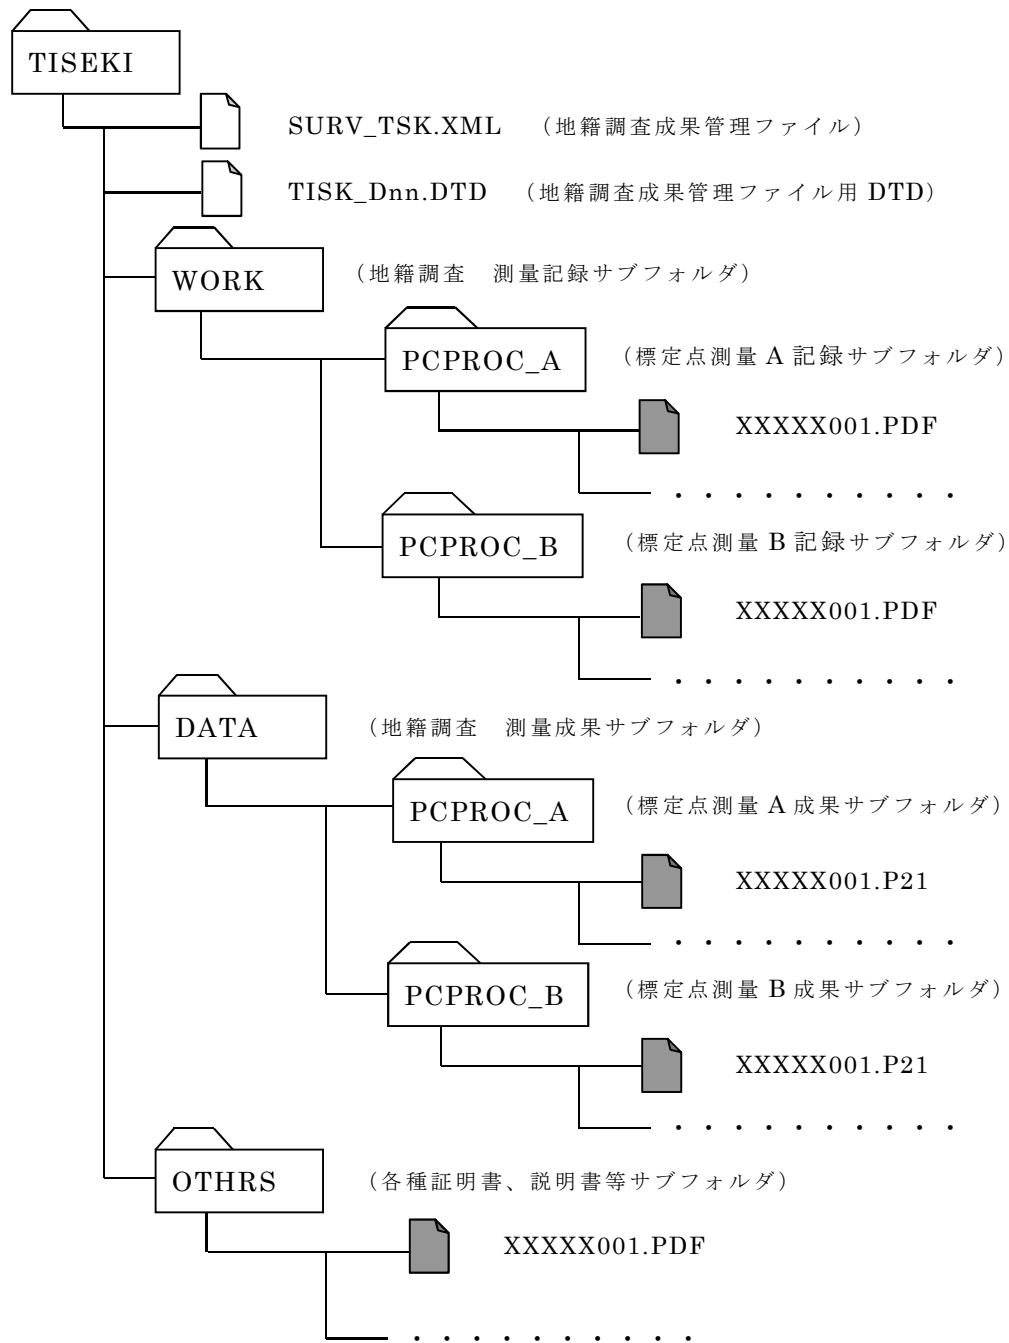 TISEKI
SURV_TSK.XML （地籍調査成果管理ファイル）
TISK_Dnn.DTD （地籍調査成果管理ファイル用 DTD）
WORK （地籍調査　測量記録サブフォルダ）
PCPROC_A （標定点測量 A 記録サブフォルダ）
XXXXX001.PDF
・・・・・・・・・・
PCPROC_B （標定点測量 B 記録サブフォルダ）
XXXXX001.PDF
・・・・・・・・・・
DATA （地籍調査　測量成果サブフォルダ）
PCPROC_A （標定点測量 A 成果サブフォルダ）
XXXXX001.P21
・・・・・・・・・・
PCPROC_B （標定点測量 B 成果サブフォルダ）
XXXXX001.P21
・・・・・・・・・・
OTHRS （各種証明書、説明書等サブフォルダ）
XXXXX001.PDF
・・・・・・・・・・